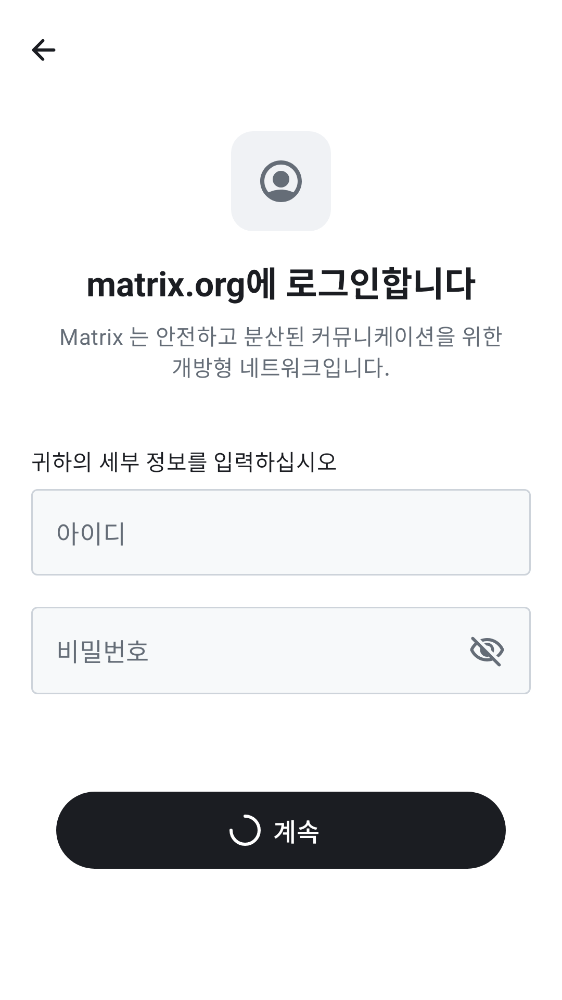 matrix.org에 로그인합니다
Matrix 는 안전하고 분산된 커뮤니케이션을 위한
개방형 네트워크입니다.
귀하의 세부 정보를 입력하십시오
아이디
비밀번호
계속